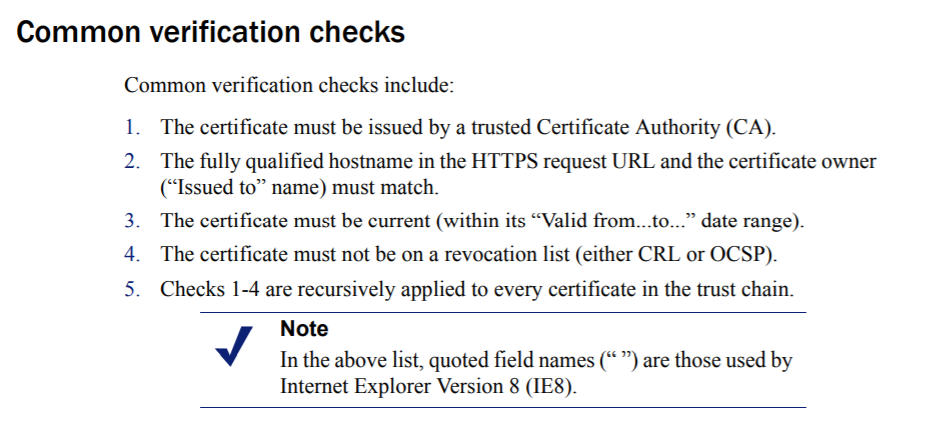 Common verification checks
Common verification checks include:
1. The certificate must be issued by a trusted Certificate Authority (CA).
2. The fully qualified hostname in the HTTPS request URL and the certificate owner
(“Issued to” name) must match.
3. The certificate must be current (within its “Valid from...to...” date range).
4. The certificate must not be on a revocation list (either CRL or OCSP).
5. Checks 1-4 are recursively applied to every certificate in the trust chain.
Note
In the above list, quoted field names (“ ”) are those used by
Internet Explorer Version 8 (IE8).